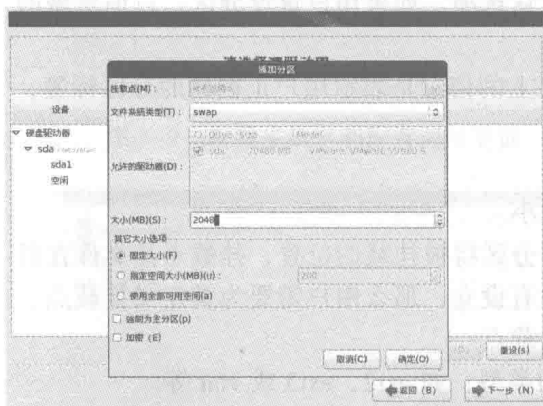 请选择源驱动器
添加分区
挂载点(M)：
<不适用>
文件系统类型(T)：
swap
允许的驱动器(D)：
sda 20480 MB VMware, VMware Virtual S
大小(MB)(S)：
2048
其它大小选项
固定大小(F)
指定空间大小(MB)(u)：
200
使用全部可用空间(a)
强制为主分区(p)
加密 (E)
取消(C)
确定(O)
设备
硬盘驱动器
sda
sda1
空闲
重设(s)
返回 (B)
下一步 (N)